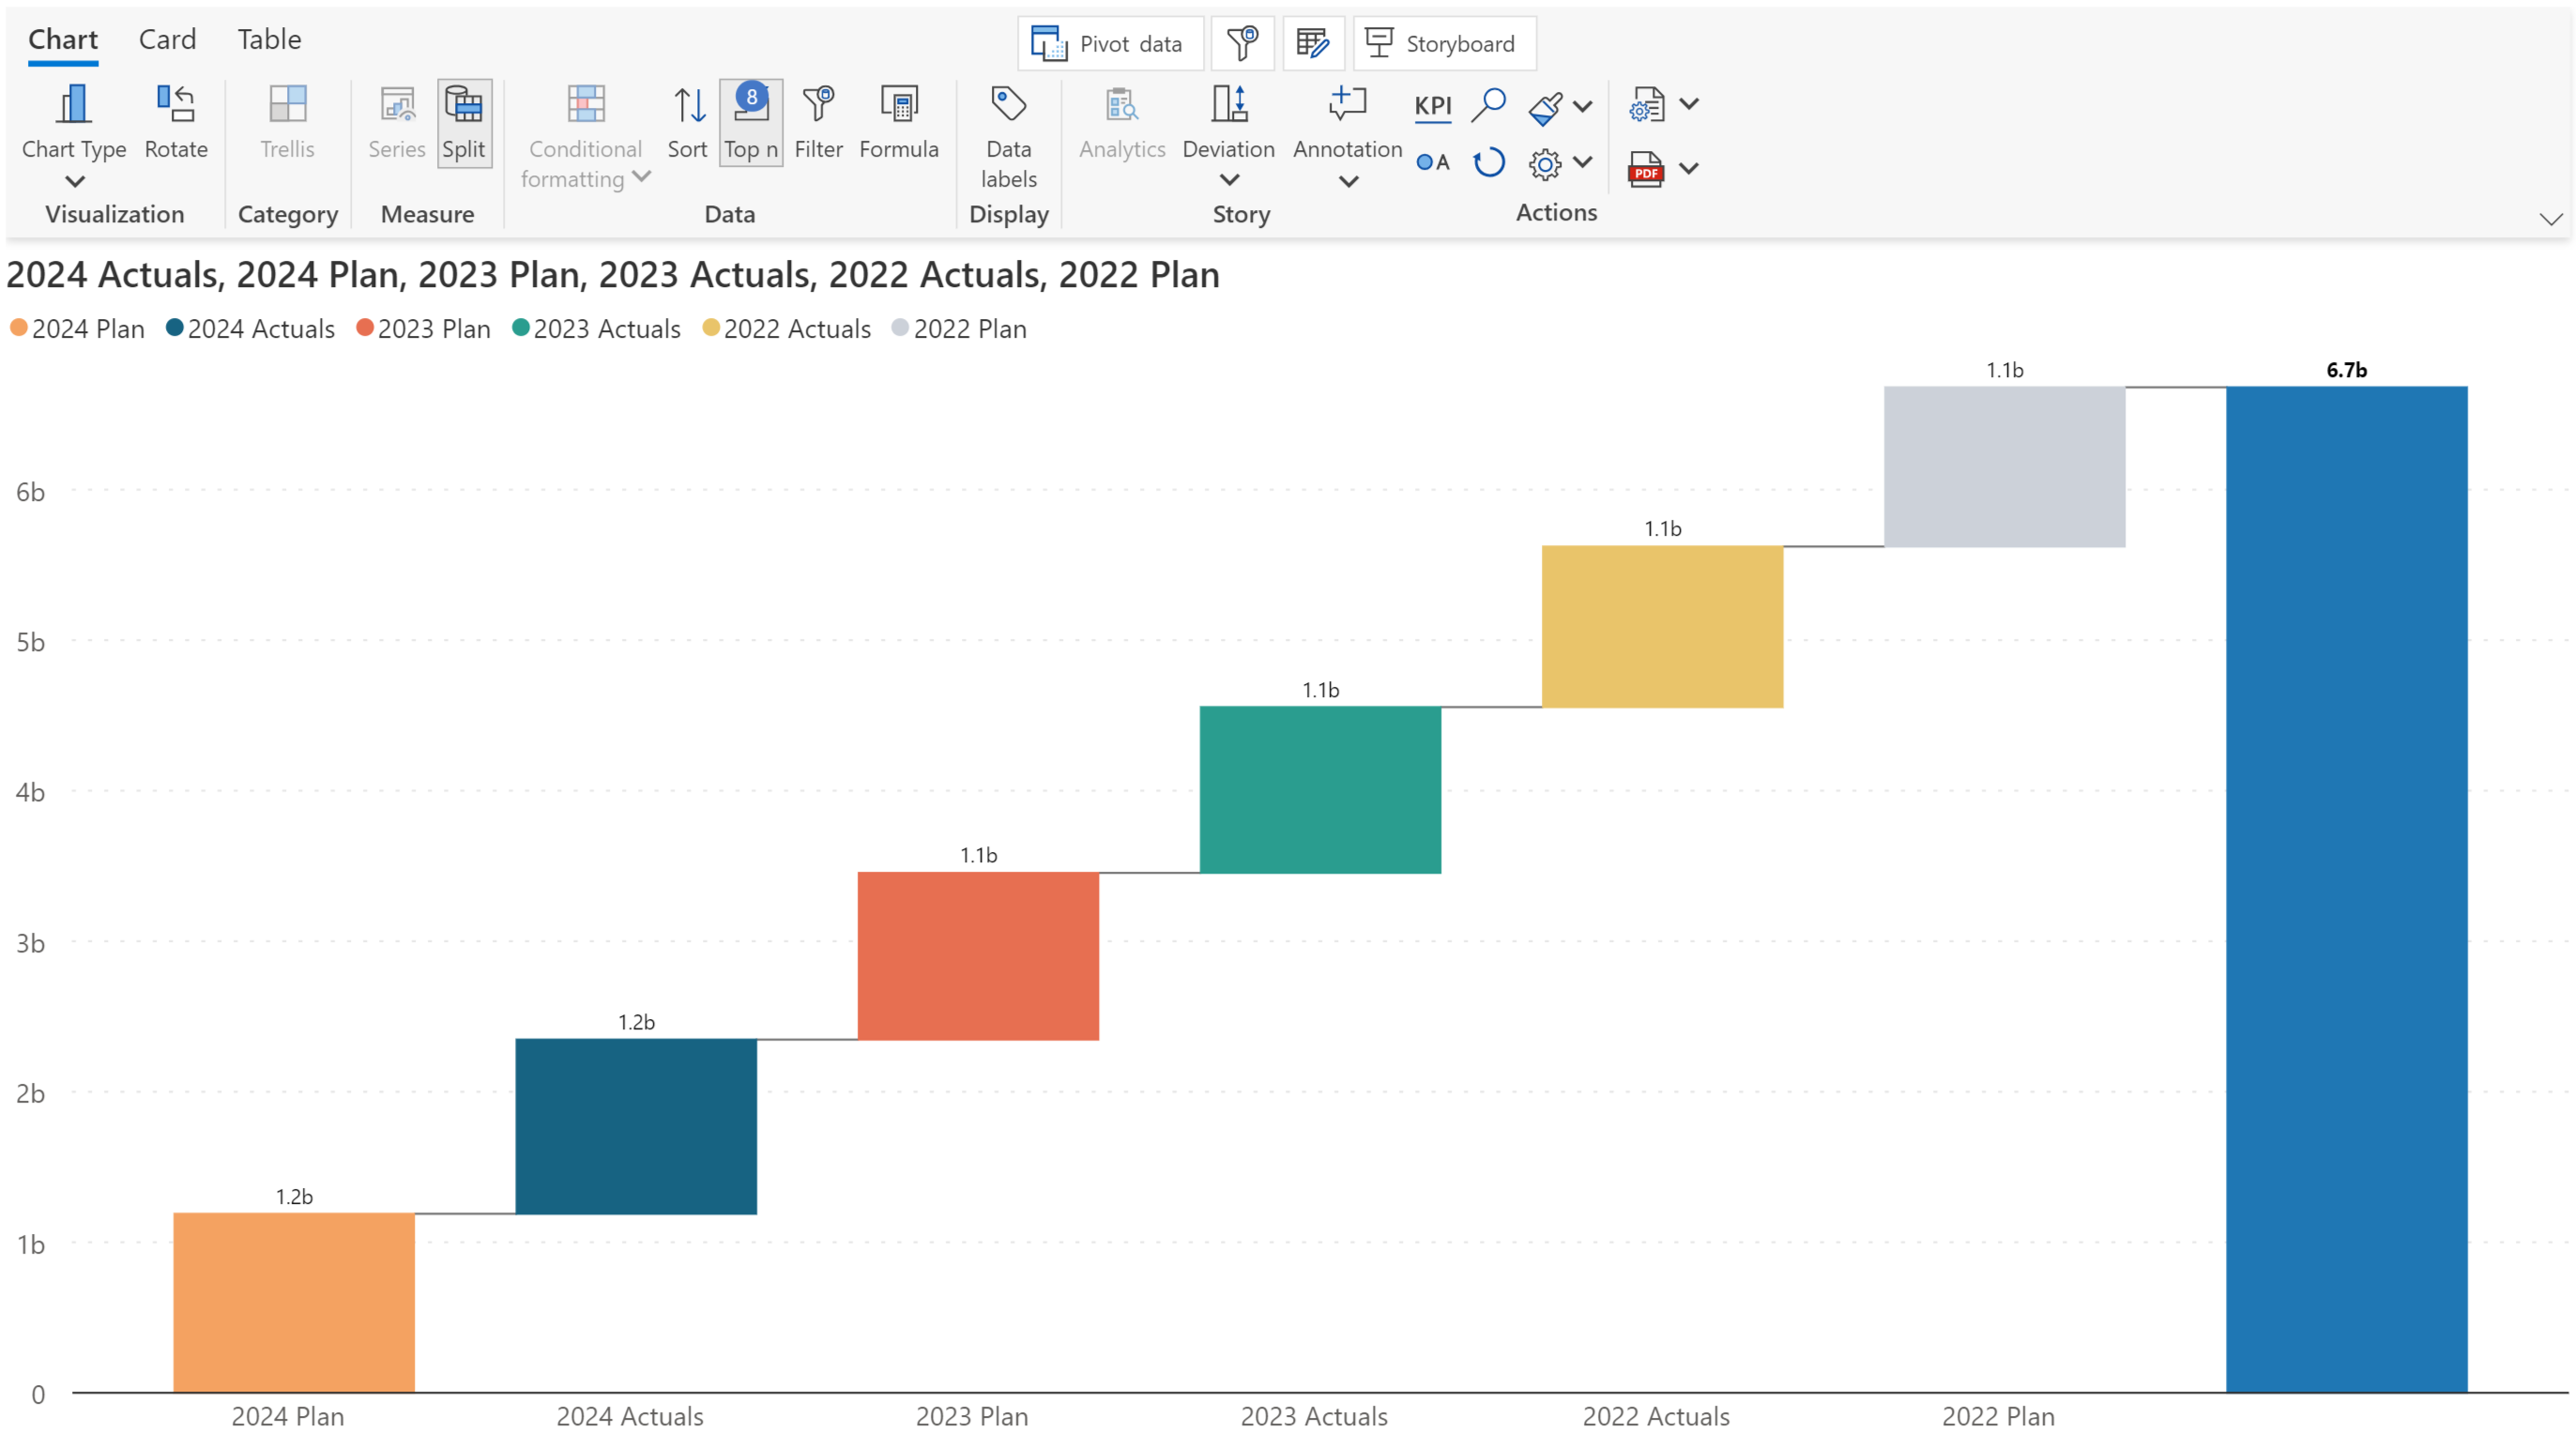 Chart Card Table
Pivot data Storyboard
8 KPI
Chart Type Rotate Trellis Series Split Conditional formatting Sort Top n Filter Formula Data labels Analytics Deviation Annotation A PDF
Visualization Category Measure Data Display Story Actions
2024 Actuals, 2024 Plan, 2023 Plan, 2023 Actuals, 2022 Actuals, 2022 Plan
2024 Plan 2024 Actuals 2023 Plan 2023 Actuals 2022 Actuals 2022 Plan
1.1b 6.7b
6b
1.1b
5b
1.1b
4b
1.1b
3b
1.2b
2b
1.2b
1b
0
2024 Plan 2024 Actuals 2023 Plan 2023 Actuals 2022 Actuals 2022 Plan